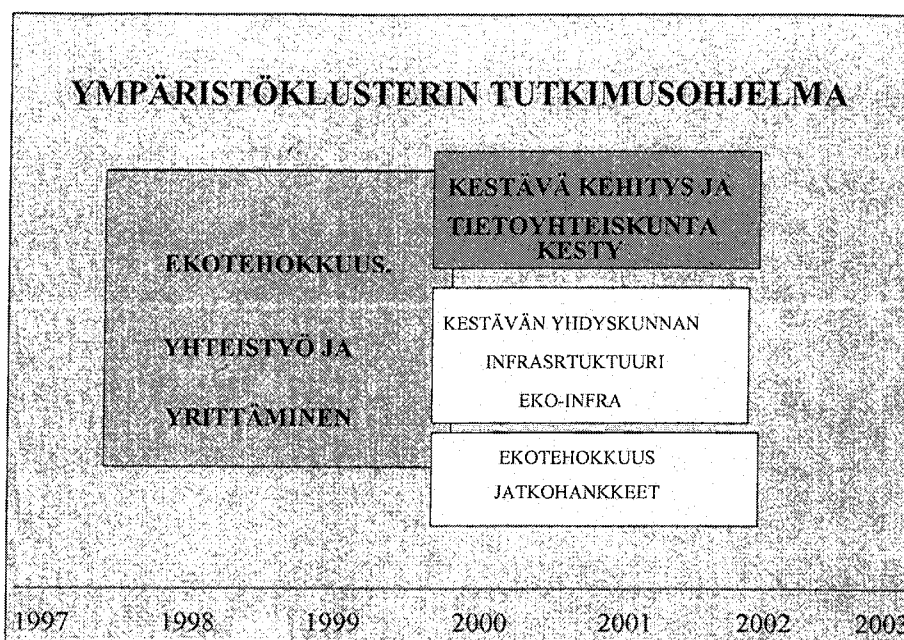 YMPÄRISTÖKLUSTERIN TUTKIMUSOHJELMA
EKOTEHOKKUUS.
YHTEISTYÖ JA
YRITTÄMINEN
KESTÄVÄ KEHITYS JA
TIETOYHTEISKUNTA
KESTY
KESTÄVÄN YHDYSKUNNAN
INFRASRTUKTUURI
EKO-INFRA
EKOTEHOKKUUS
JATKOHANKKEET
1997 1998 1999 2000 2001 2002 2003